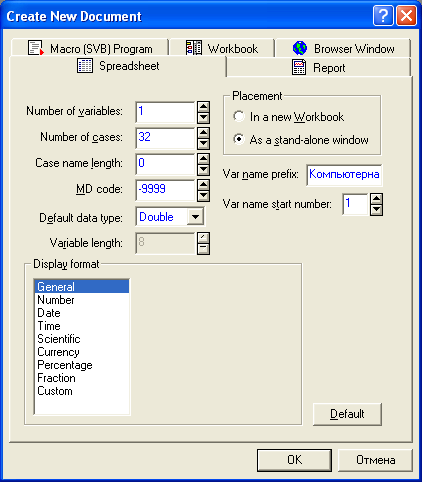 Create New Document
Macro (SVB) Program
Workbook
Browser Window
Spreadsheet
Report
Number of variables: 1
Number of cases: 32
Case name length: 0
MD code: -9999
Default data type: Double
Variable length: 8
Placement
In a new Workbook
As a stand-alone window
Var name prefix: Компьютерна
Var name start number: 1
Display format
General
Number
Date
Time
Scientific
Currency
Percentage
Fraction
Custom
Default
OK
Отмена